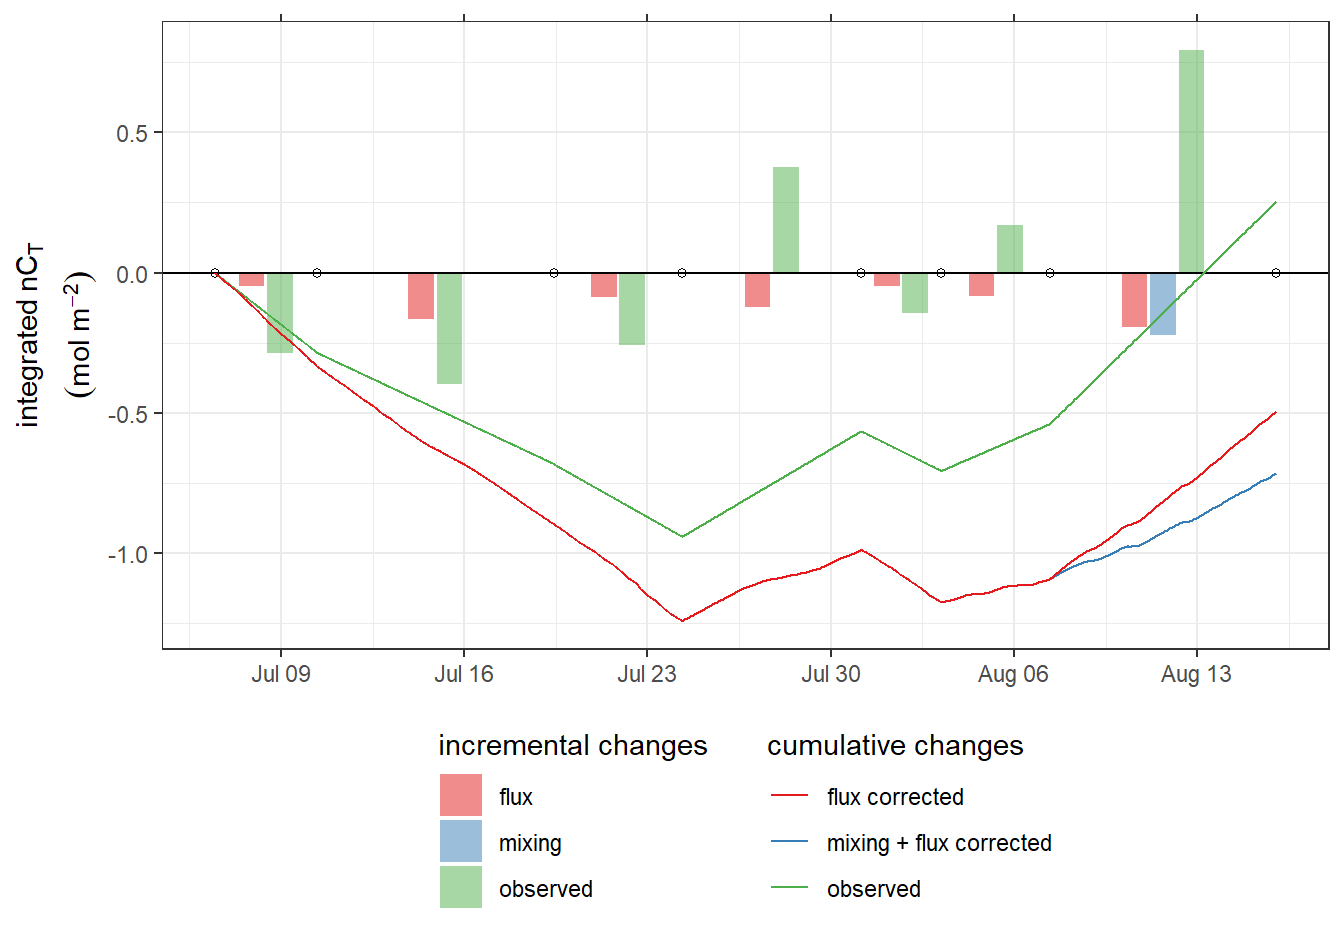 integrated nC_T
(mol m⁻²)
0.5
0.0
-0.5
-1.0
Jul 09 Jul 16 Jul 23 Jul 30 Aug 06 Aug 13
incremental changes
flux
mixing
observed
cumulative changes
flux corrected
mixing + flux corrected
observed